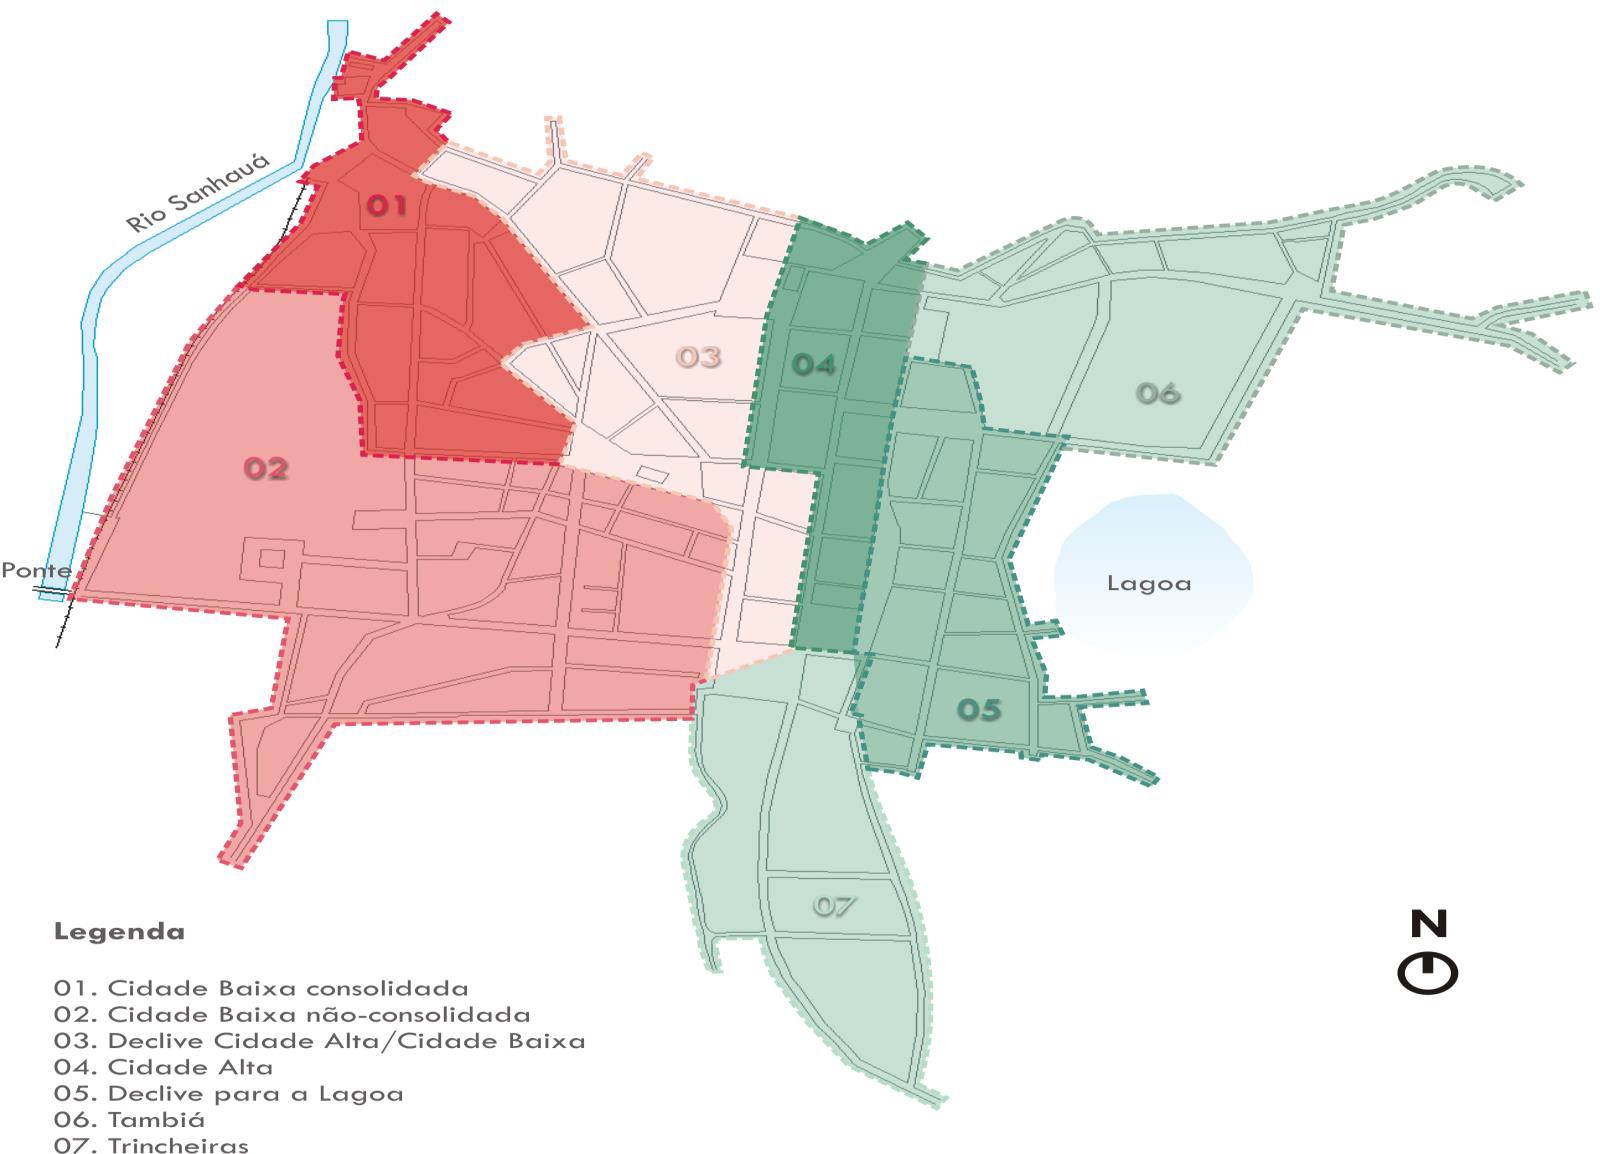 Rio Sanhauá
01
02
03
04
05
06
07
Ponte
Lagoa
N
Legenda
01. Cidade Baixa consolidada
02. Cidade Baixa não-consolidada
03. Declive Cidade Alta/Cidade Baixa
04. Cidade Alta
05. Declive para a Lagoa
06. Tambiá
07. Trincheiras